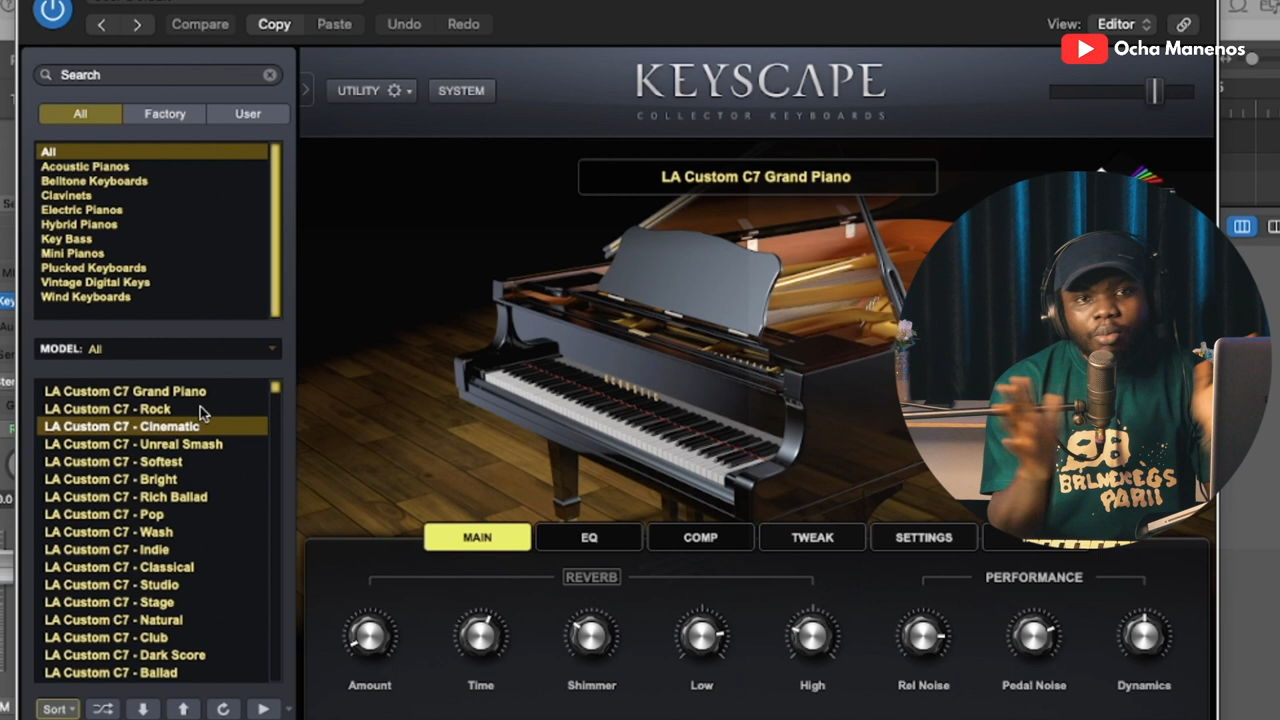 Compare
Copy
Paste
Undo
Redo
View:
Editor
Ocha Manenos
Search
All
Factory
User
UTILITY
SYSTEM
KEYSCAPE
COLLECTOR KEYBOARDS
All
Acoustic Pianos
Belltone Keyboards
Clavinets
Electric Pianos
Hybrid Pianos
Key Bass
Mini Pianos
Plucked Keyboards
Vintage Digital Keys
Wind Keyboards
LA Custom C7 Grand Piano
MODEL: All
LA Custom C7 Grand Piano
LA Custom C7 - Rock
LA Custom C7 - Cinematic
LA Custom C7 - Unreal Smash
LA Custom C7 - Softest
LA Custom C7 - Bright
LA Custom C7 - Rich Ballad
LA Custom C7 - Pop
LA Custom C7 - Wash
LA Custom C7 - Indie
LA Custom C7 - Classical
LA Custom C7 - Studio
LA Custom C7 - Stage
LA Custom C7 - Natural
LA Custom C7 - Club
LA Custom C7 - Dark Score
LA Custom C7 - Ballad
Sort
98
PARII
MAIN
EQ
COMP
TWEAK
SETTINGS
REVERB
PERFORMANCE
Amount
Time
Shimmer
Low
High
Rel Noise
Pedal Noise
Dynamics